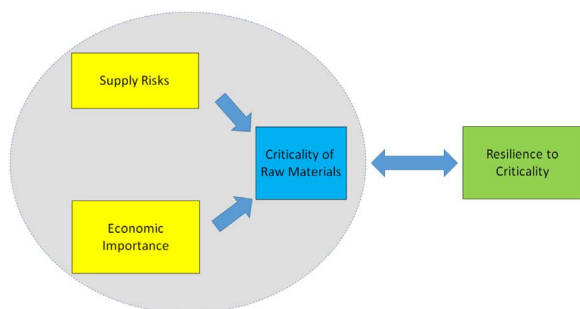 Supply Risks
Criticality of
Raw Materials
Resilience to
Criticality
Economic
Importance